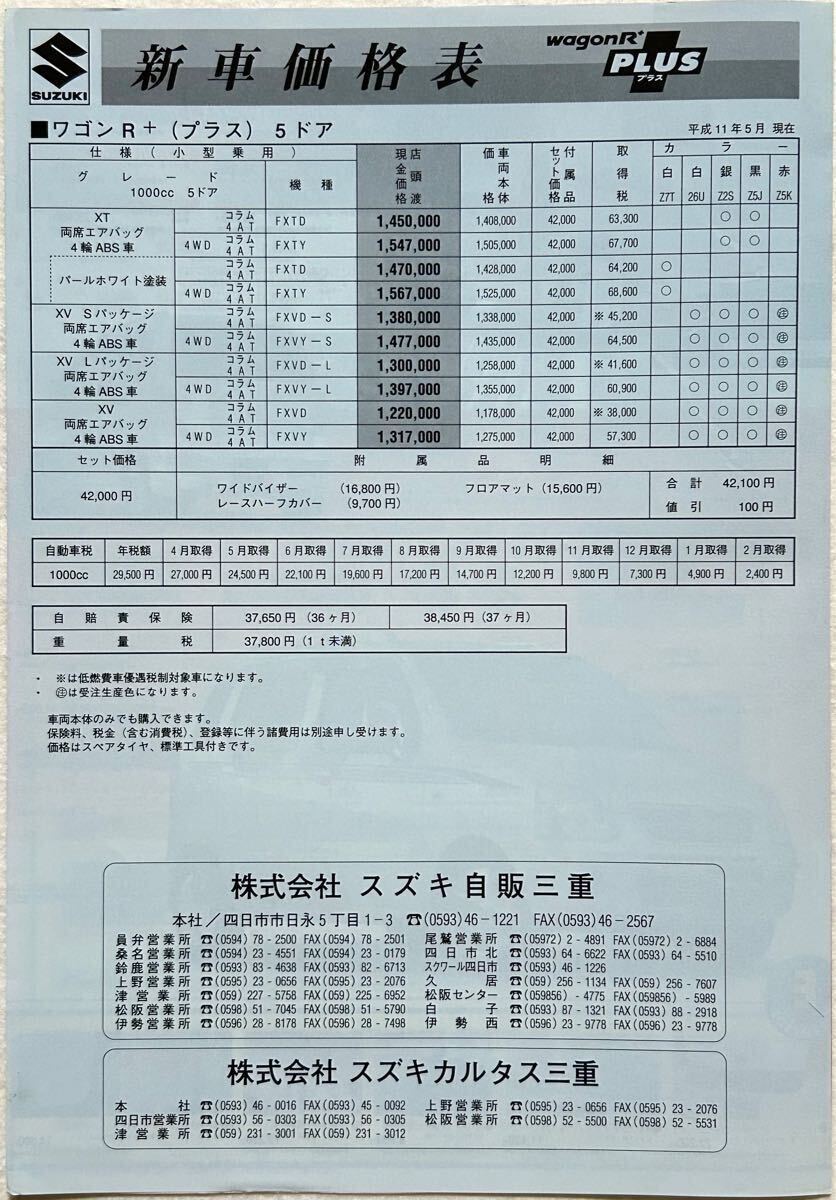 SUZUKI
新車価格表
wagonR+
PLUS
プラス
■ワゴンR+（プラス） 5ドア
平成11年5月 現在
仕様（小型乗用） 店頭渡現金価格 車両本体価格 付属品セット価格 取得税 カラー
グレード 1000cc 5ドア 機種 白 白 銀 黒 赤
Z7T 26U Z2S Z5J Z5K
XT 両席エアバッグ 4輪ABS車 コラム4AT FXTD 1,450,000 1,408,000 42,000 63,300 ○ ○
4WD コラム4AT FXTY 1,547,000 1,505,000 42,000 67,700 ○ ○
パールホワイト塗装 コラム4AT FXTD 1,470,000 1,428,000 42,000 64,200 ○
4WD コラム4AT FXTY 1,567,000 1,525,000 42,000 68,600 ○
XV Sパッケージ 両席エアバッグ 4輪ABS車 コラム4AT FXVD－S 1,380,000 1,338,000 42,000 ※45,200 ○ ○ ○ ㊟
4WD コラム4AT FXVY－S 1,477,000 1,435,000 42,000 64,500 ○ ○ ○ ㊟
XV Lパッケージ 両席エアバッグ 4輪ABS車 コラム4AT FXVD－L 1,300,000 1,258,000 42,000 ※41,600 ○ ○ ○ ㊟
4WD コラム4AT FXVY－L 1,397,000 1,355,000 42,000 60,900 ○ ○ ○ ㊟
XV 両席エアバッグ 4輪ABS車 コラム4AT FXVD 1,220,000 1,178,000 42,000 ※38,000 ○ ○ ○ ㊟
4WD コラム4AT FXVY 1,317,000 1,275,000 42,000 57,300 ○ ○ ○ ㊟
セット価格 附属品明細
42,000円 ワイドバイザー （16,800円） フロアマット（15,600円） 合計 42,100円
レースハーフカバー （9,700円） 値引 100円
自動車税 年税額 4月取得 5月取得 6月取得 7月取得 8月取得 9月取得 10月取得 11月取得 12月取得 1月取得 2月取得
1000cc 29,500円 27,000円 24,500円 22,100円 19,600円 17,200円 14,700円 12,200円 9,800円 7,300円 4,900円 2,400円
自賠責保険 37,650円（36ヶ月） 38,450円（37ヶ月）
重量税 37,800円（1t未満）
・ ※は低燃費車優遇税制対象車になります。
・ ㊟は受注生産色になります。
車両本体のみでも購入できます。
保険料、税金（含む消費税）、登録等に伴う諸費用は別途申し受けます。
価格はスペアタイヤ、標準工具付きです。
株式会社 スズキ自販三重
本社／四日市市日永5丁目1-3 ☎(0593)46-1221 FAX(0593)46-2567
員弁営業所 ☎(0594)78-2500 FAX(0594)78-2501 尾鷲営業所 ☎(05972)2-4891 FAX(05972)2-6884
桑名営業所 ☎(0594)23-4551 FAX(0594)23-0179 四日市北 ☎(0593)64-6622 FAX(0593)64-5510
鈴鹿営業所 ☎(0593)83-4638 FAX(0593)82-6713 スクワール四日市 ☎(0593)46-1226
上野営業所 ☎(0595)23-0656 FAX(0595)23-2076 久居 ☎(059)256-1134 FAX(059)256-7607
津営業所 ☎(059)227-5758 FAX(059)225-6952 松阪センター ☎(059856)-4775 FAX(059856)-5989
松阪営業所 ☎(0598)51-7045 FAX(0598)51-5790 白子 ☎(0593)87-1321 FAX(0593)88-2918
伊勢営業所 ☎(0596)28-8178 FAX(0596)28-7498 伊勢西 ☎(0596)23-9778 FAX(0596)23-9778
株式会社 スズキカルタス三重
本社 ☎(0593)46-0016 FAX(0593)45-0092 上野営業所 ☎(0595)23-0656 FAX(0595)23-2076
四日市営業所 ☎(0593)56-0303 FAX(0593)56-0305 松阪営業所 ☎(0598)52-5500 FAX(0598)52-5531
津営業所 ☎(059)231-3001 FAX(059)231-3012